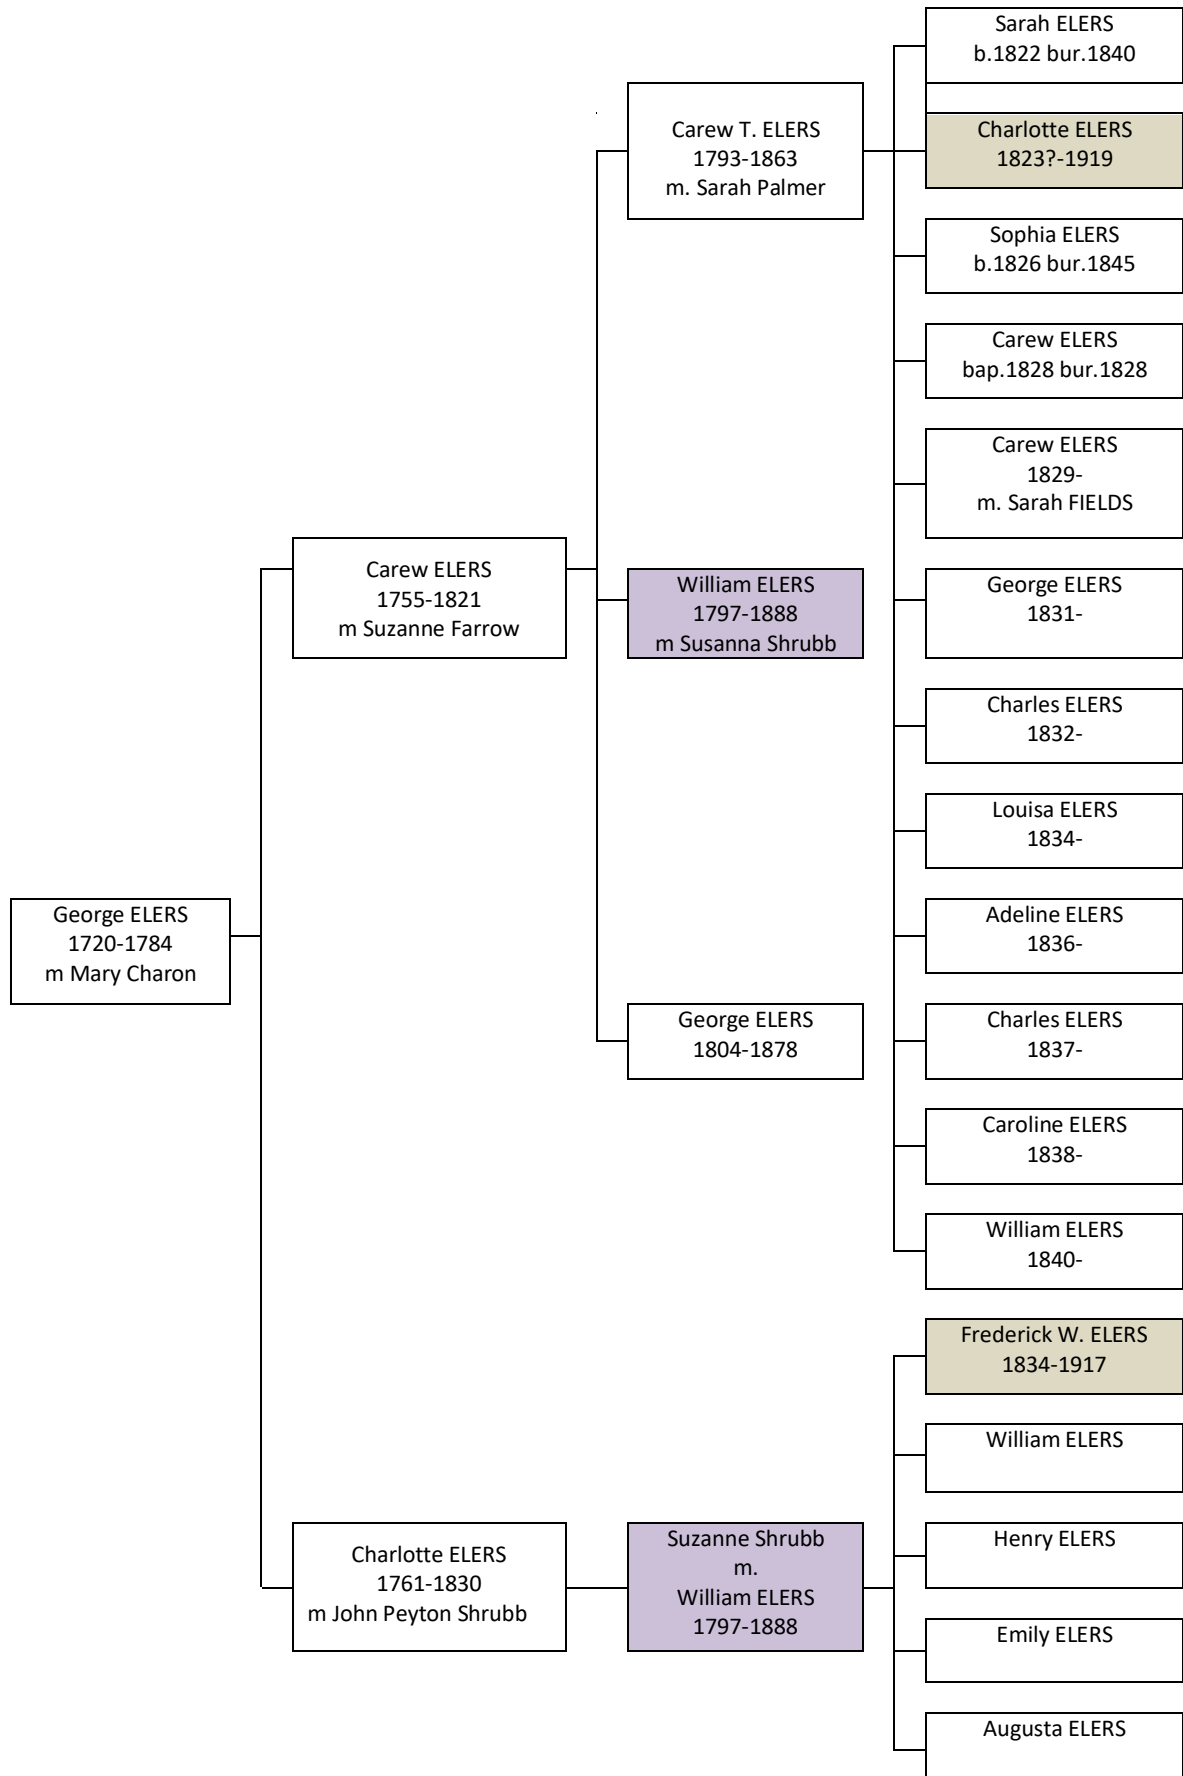 Sarah ELERS
b.1822 bur.1840
Carew T. ELERS
1793-1863
m. Sarah Palmer
Charlotte ELERS
1823?-1919
Sophia ELERS
b.1826 bur.1845
Carew ELERS
bap.1828 bur.1828
Carew ELERS
1829-
m. Sarah FIELDS
Carew ELERS
1755-1821
m Suzanne Farrow
William ELERS
1797-1888
m Susanna Shrubb
George ELERS
1831-
Charles ELERS
1832-
Louisa ELERS
1834-
George ELERS
1720-1784
m Mary Charon
Adeline ELERS
1836-
George ELERS
1804-1878
Charles ELERS
1837-
Caroline ELERS
1838-
William ELERS
1840-
Frederick W. ELERS
1834-1917
William ELERS
Charlotte ELERS
1761-1830
m John Peyton Shrubb
Suzanne Shrubb
m.
William ELERS
1797-1888
Henry ELERS
Emily ELERS
Augusta ELERS